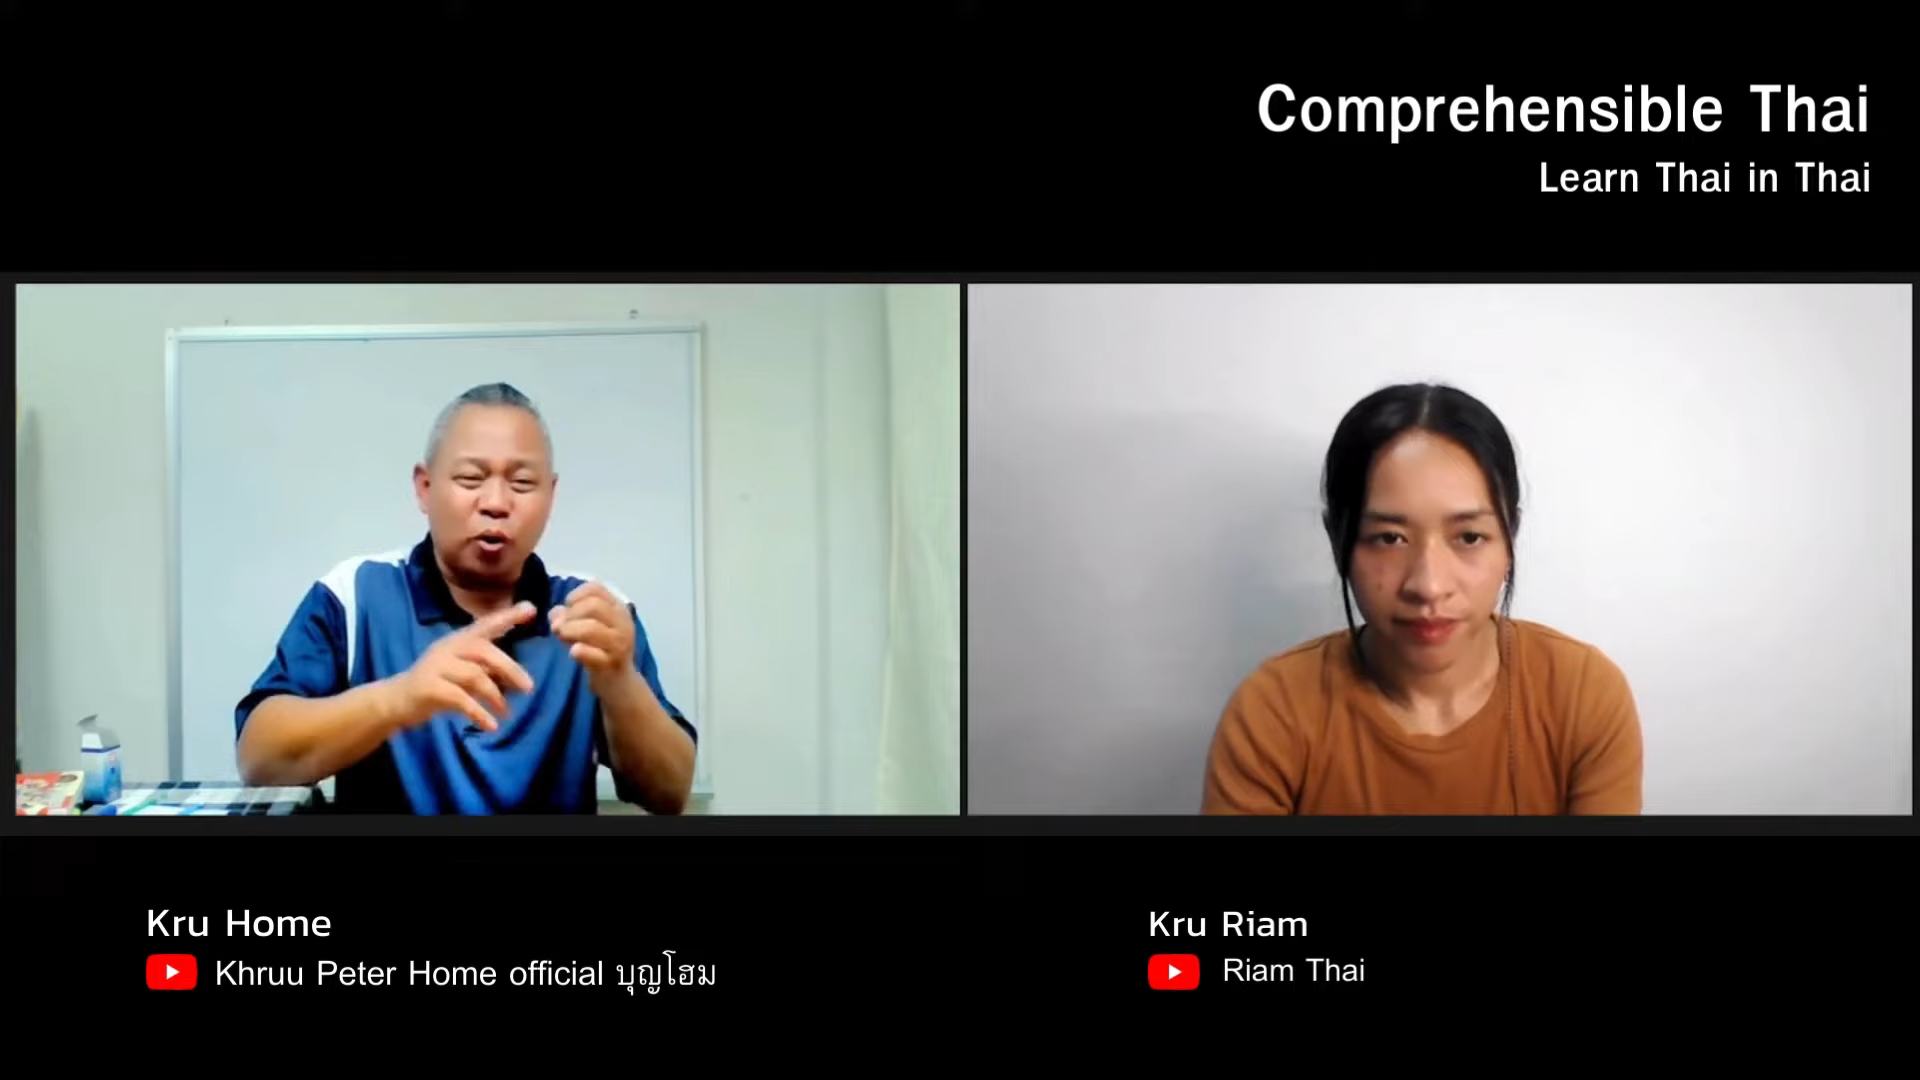 Comprehensible Thai
Learn Thai in Thai
Kru Home
Khruu Peter Home official บุญโฮม
Kru Riam
Riam Thai